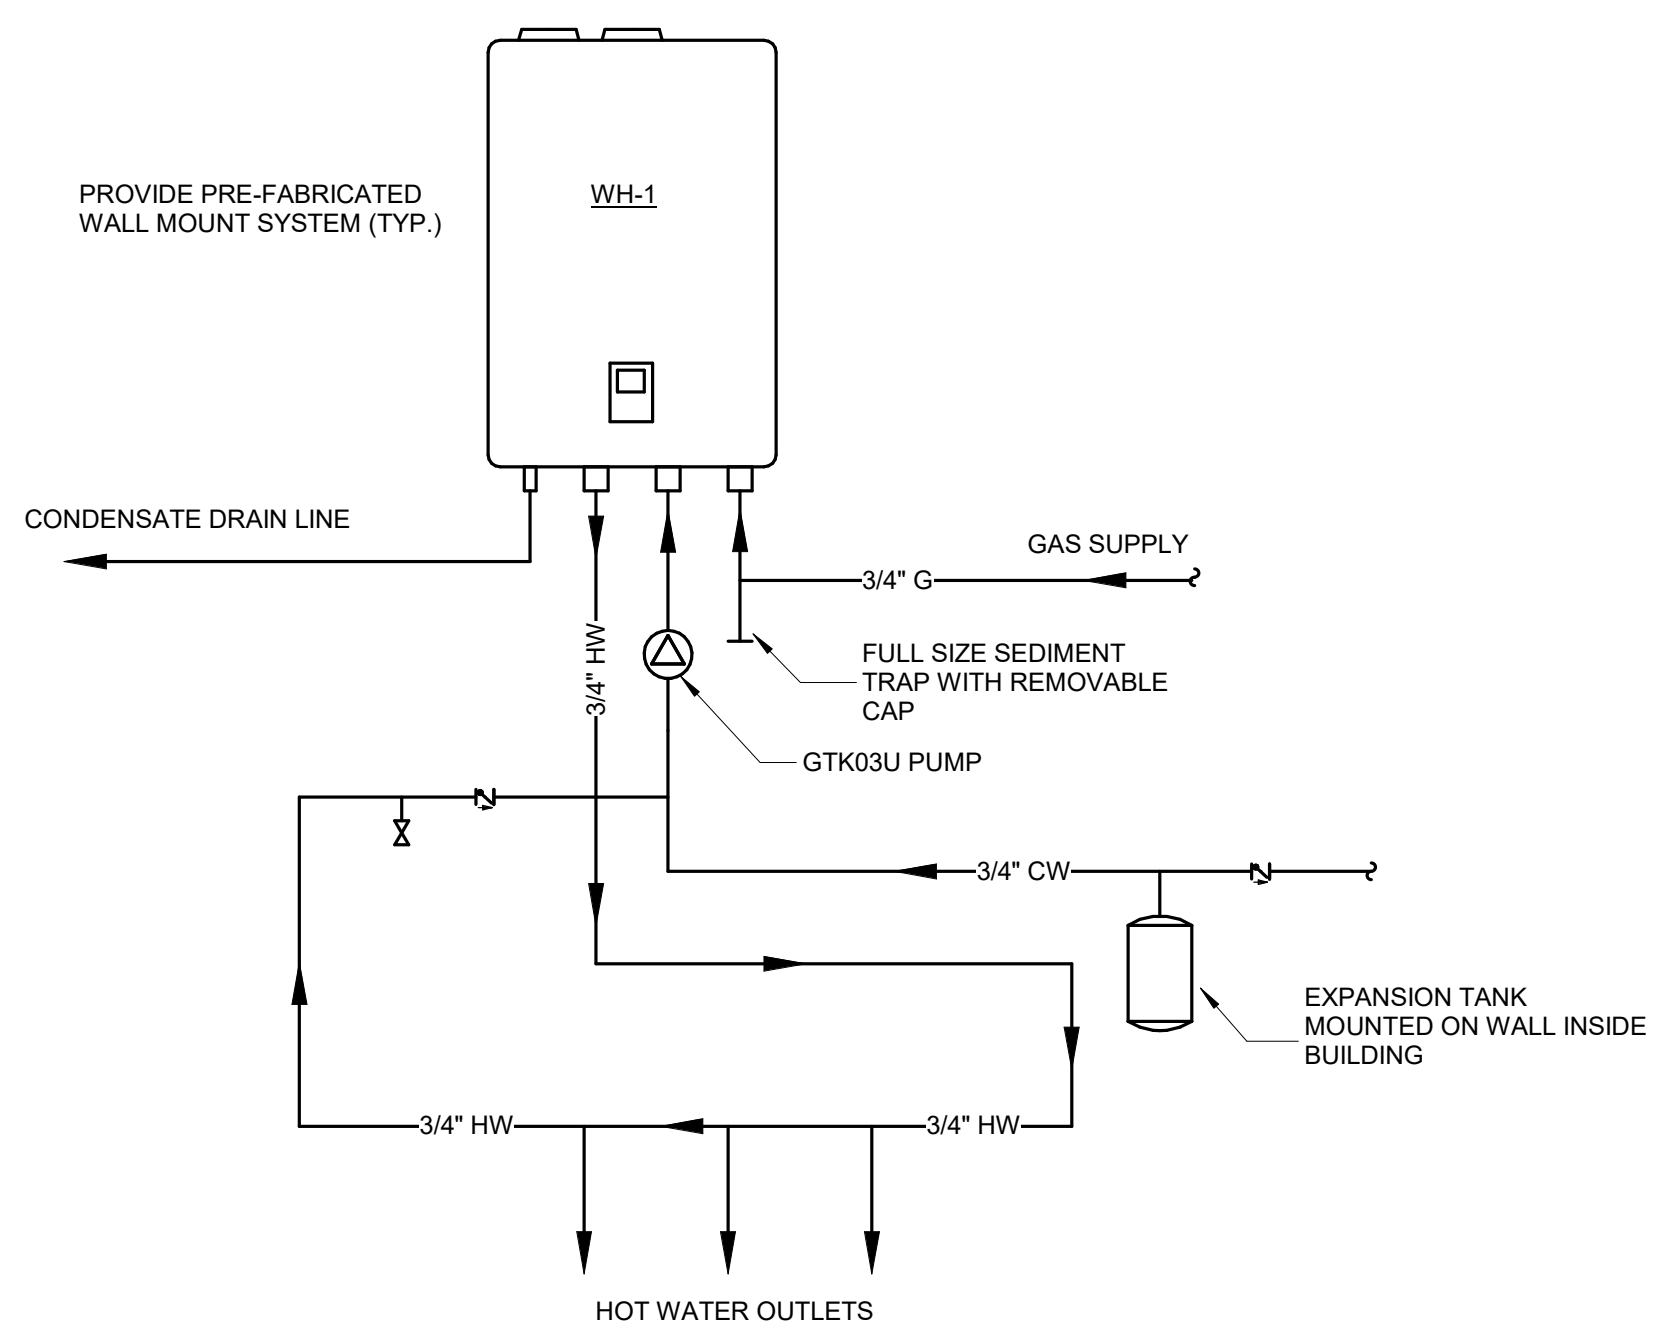 PROVIDE PRE-FABRICATED
WALL MOUNT SYSTEM (TYP.)
WH-1
CONDENSATE DRAIN LINE
GAS SUPPLY
3/4" G
3/4" HW
FULL SIZE SEDIMENT
TRAP WITH REMOVABLE
CAP
GTK03U PUMP
3/4" CW
EXPANSION TANK
MOUNTED ON WALL INSIDE
BUILDING
3/4" HW
3/4" HW
HOT WATER OUTLETS